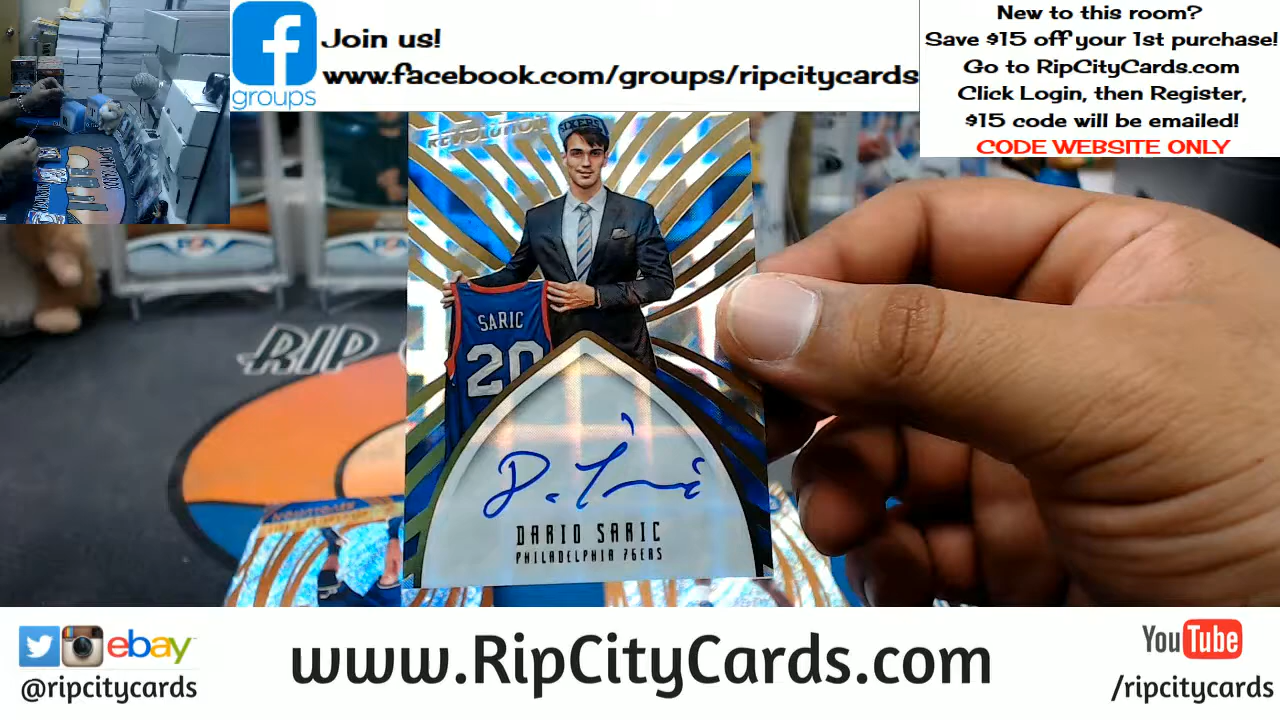 Join us!
www.facebook.com/groups/ripcitycards
groups
New to this room?
Save $15 off your 1st purchase!
Go to RipCityCards.com
Click Login, then Register,
$15 code will be emailed!
CODE WEBSITE ONLY
REVOLUTION
SIXERS
SARIC
20
DARIO SARIC
PHILADELPHIA 76ERS
RIP
ebay
@ripcitycards
www.RipCityCards.com
YouTube
/ripcitycards